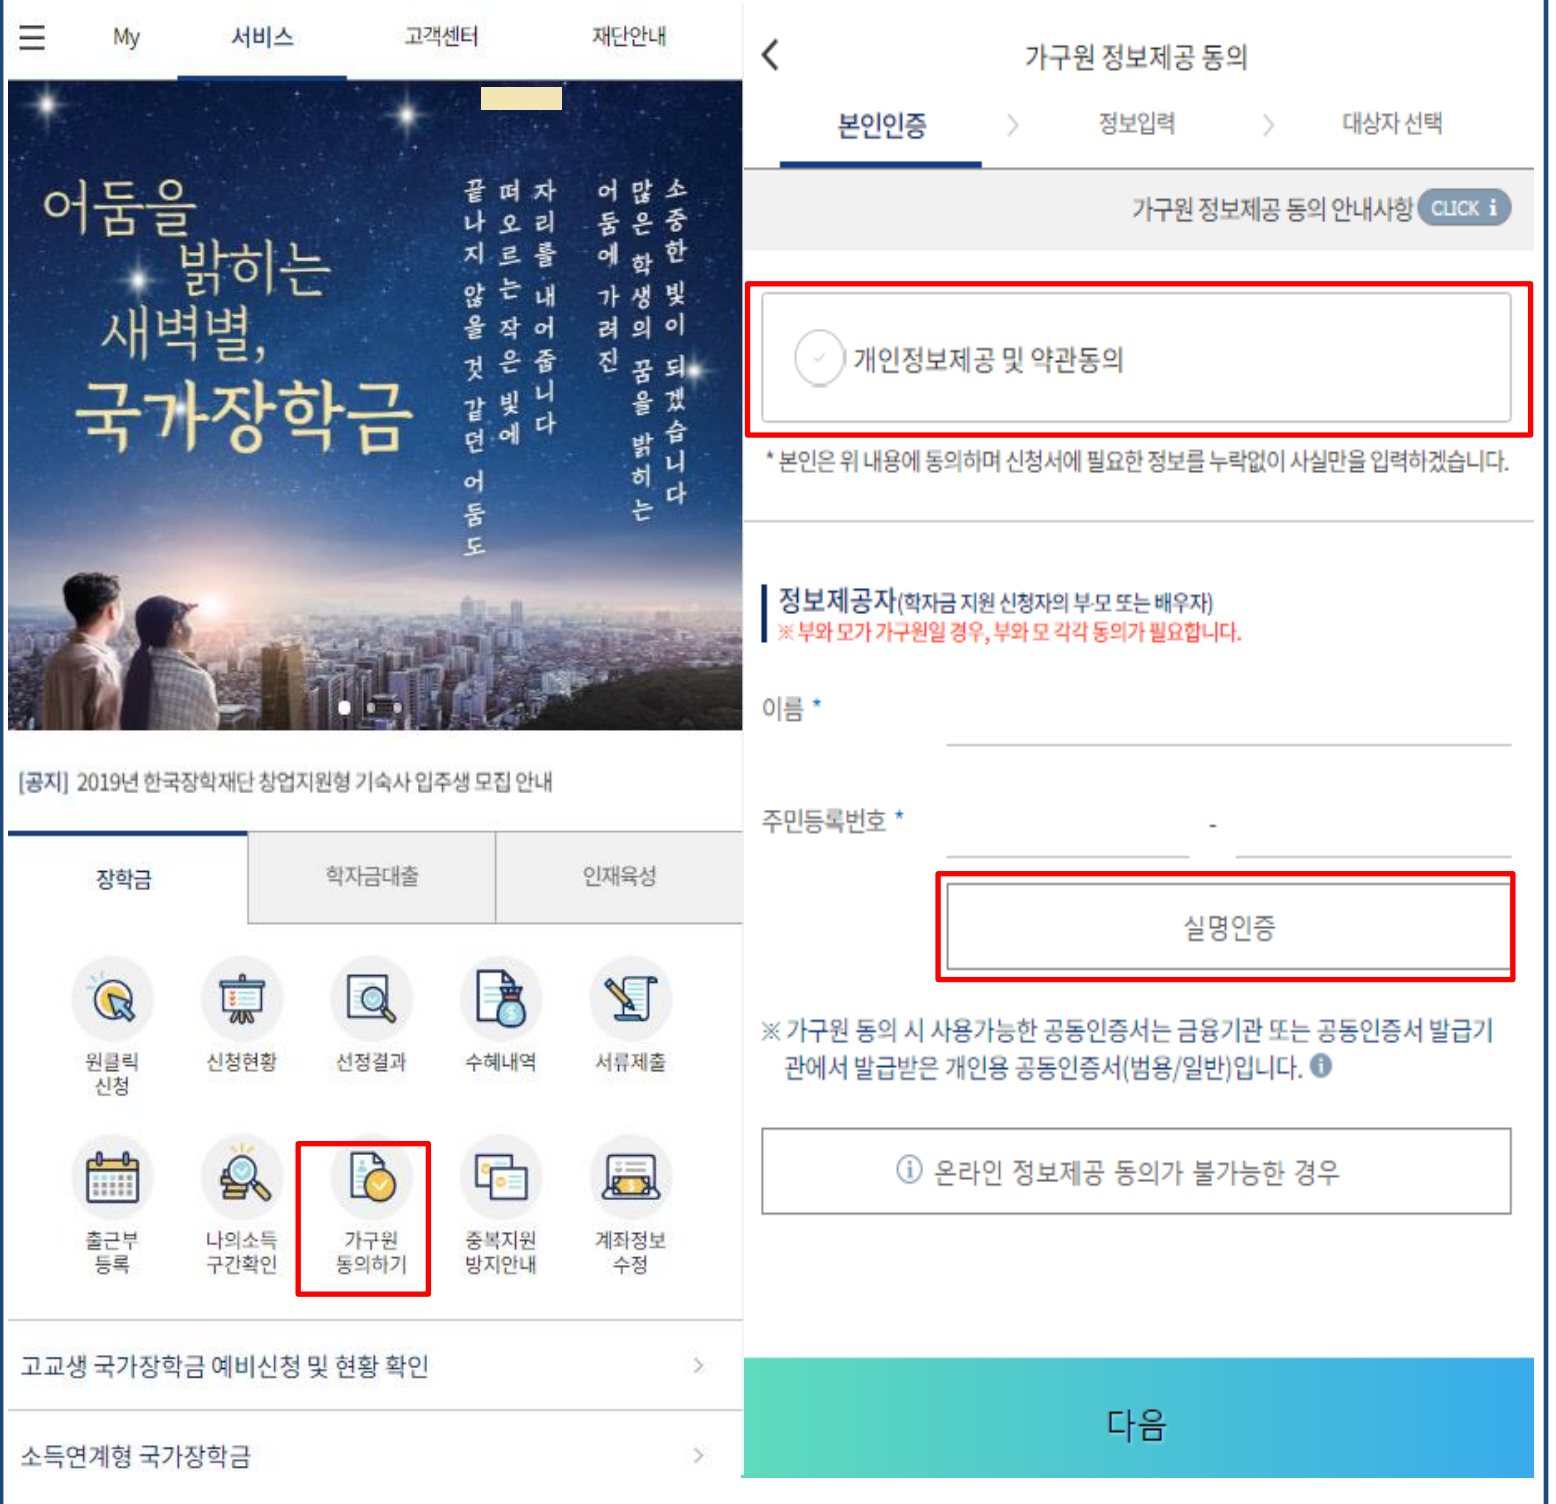 My 서비스 고객센터 재단안내
어둠을
밝히는
새벽별,
국가장학금
소중한 빛이 되겠습니다
많은 학생의 꿈을 밝히는
어둠에 가려진
자리를 내어줍니다
떠오르는 작은 빛에
끝나지 않을 것 같던 어둠도
[공지] 2019년 한국장학재단 창업지원형 기숙사 입주생 모집 안내
장학금 학자금대출 인재육성
원클릭
신청
신청현황
선정결과
수혜내역
서류제출
출근부
등록
나의소득
구간확인
가구원
동의하기
중복지원
방지안내
계좌정보
수정
고교생 국가장학금 예비신청 및 현황 확인
소득연계형 국가장학금
가구원 정보제공 동의
본인인증 정보입력 대상자 선택
가구원 정보제공 동의 안내사항 CLICK i
개인정보제공 및 약관동의
* 본인은 위 내용에 동의하며 신청서에 필요한 정보를 누락없이 사실만을 입력하겠습니다.
정보제공자(학자금 지원 신청자의 부·모 또는 배우자)
※ 부와 모가 가구원일 경우, 부와 모 각각 동의가 필요합니다.
이름 *
주민등록번호 * -
실명인증
※ 가구원 동의 시 사용가능한 공동인증서는 금융기관 또는 공동인증서 발급기
관에서 발급받은 개인용 공동인증서(범용/일반)입니다.
온라인 정보제공 동의가 불가능한 경우
다음